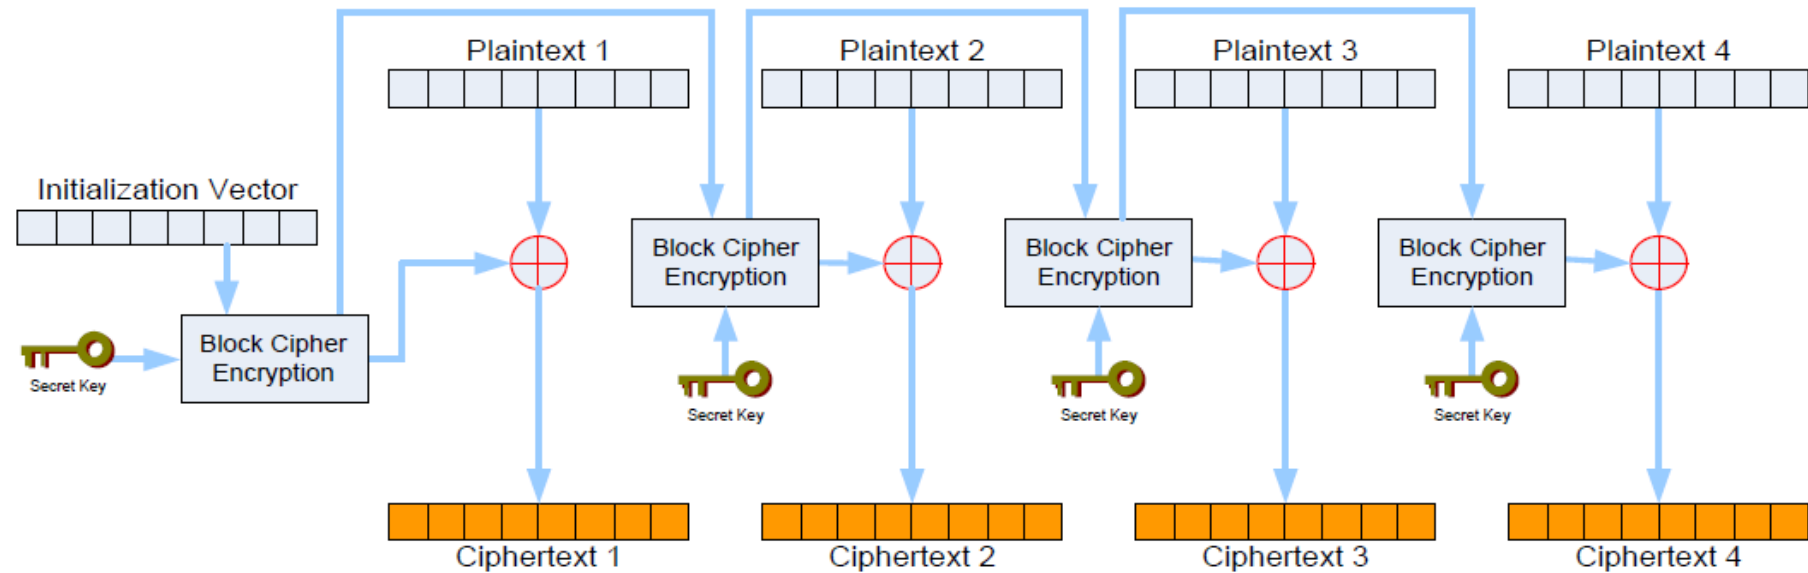 Plaintext 1
Plaintext 2
Plaintext 3
Plaintext 4
Initialization Vector
Block Cipher
Encryption
Block Cipher
Encryption
Block Cipher
Encryption
Block Cipher
Encryption
Secret Key
Secret Key
Secret Key
Secret Key
Ciphertext 1
Ciphertext 2
Ciphertext 3
Ciphertext 4